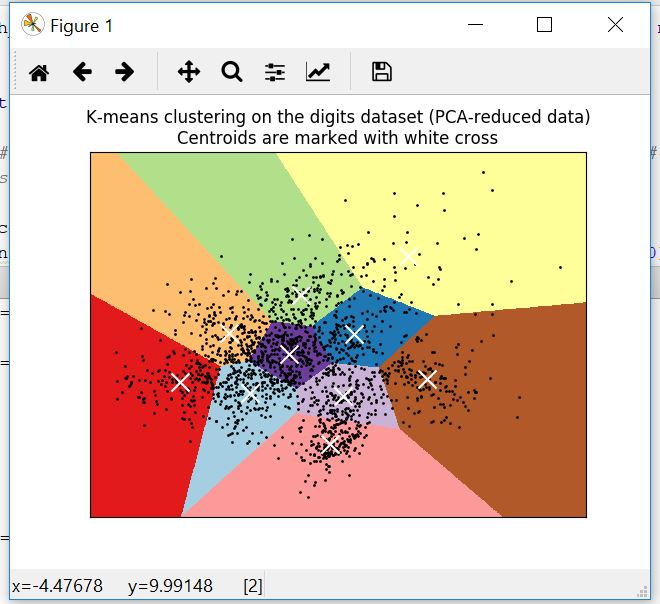 Figure 1
K-means clustering on the digits dataset (PCA-reduced data)
Centroids are marked with white cross
x=-4.47678 y=9.99148 [2]